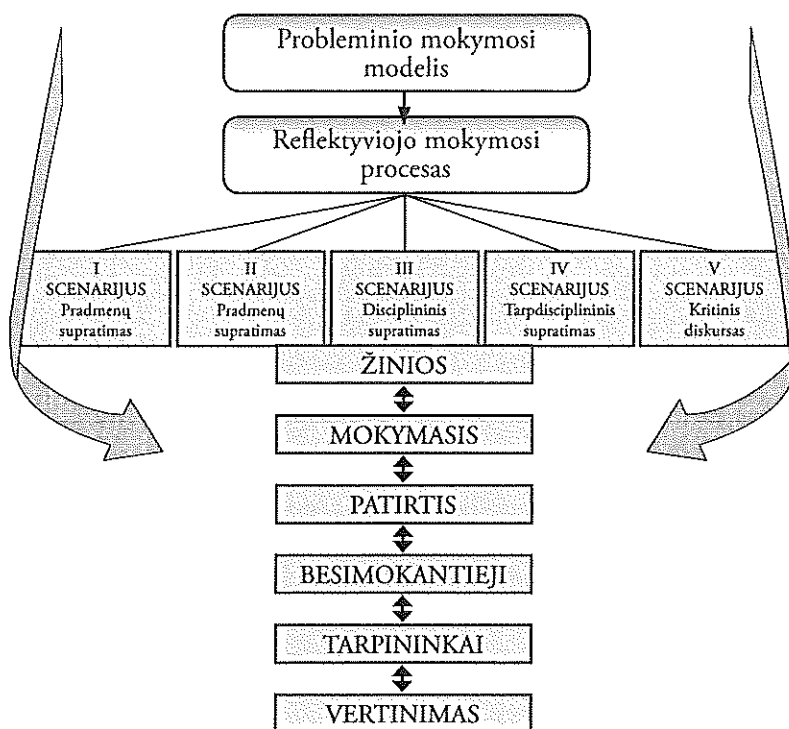 Probleminio mokymosi
modelis
Reflektyviojo mokymosi
procesas
I
SCENARIJUS
Pradmenų
supratimas
II
SCENARIJUS
Pradmenų
supratimas
III
SCENARIJUS
Disciplininis
supratimas
IV
SCENARIJUS
Tarpdisciplininis
supratimas
V
SCENARIJUS
Kritinis
diskursas
ŽINIOS
MOKYMASIS
PATIRTIS
BESIMOKANTIEJI
TARPININKAI
VERTINIMAS